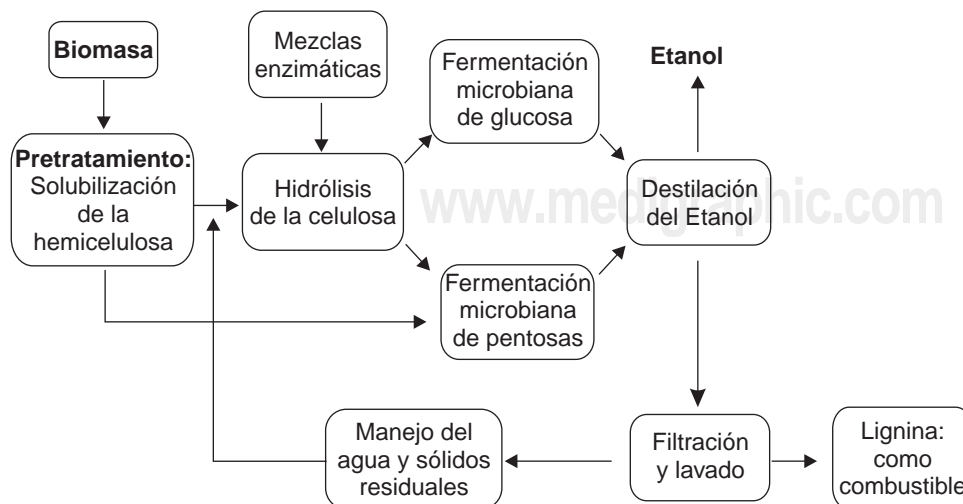 Biomasa
Mezclas
enzimáticas
Fermentación
microbiana
de glucosa
Etanol
Pretratamiento:
Solubilización
de la
hemicelulosa
Hidrólisis
de la celulosa
www.medigraphic.com
Destilación
del Etanol
Fermentación
microbiana
de pentosas
Manejo del
agua y sólidos
residuales
Filtración
y lavado
Lignina:
como
combustible